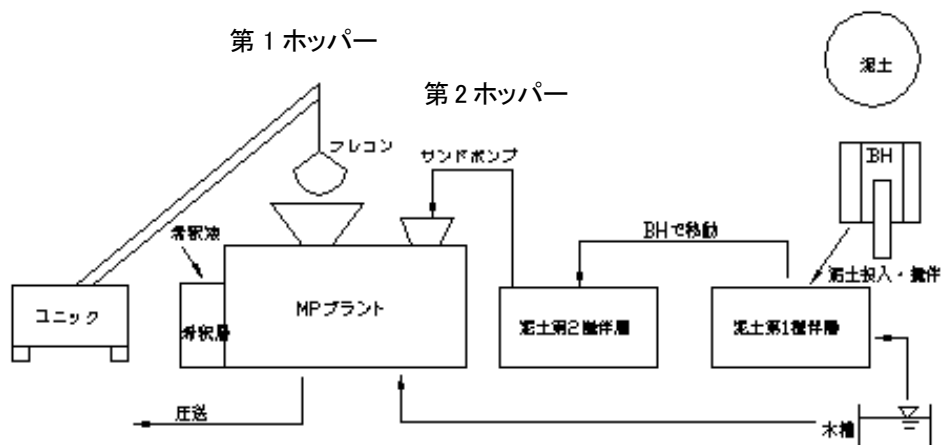 第1ホッパー
泥土
第2ホッパー
フレコン
サンドポンプ
BH
希釈液
BHで移動
泥土投入・攪伴
ユニック
希釈層
MPプラント
泥土第2攪伴層
泥土第1攪伴層
圧送
水槽